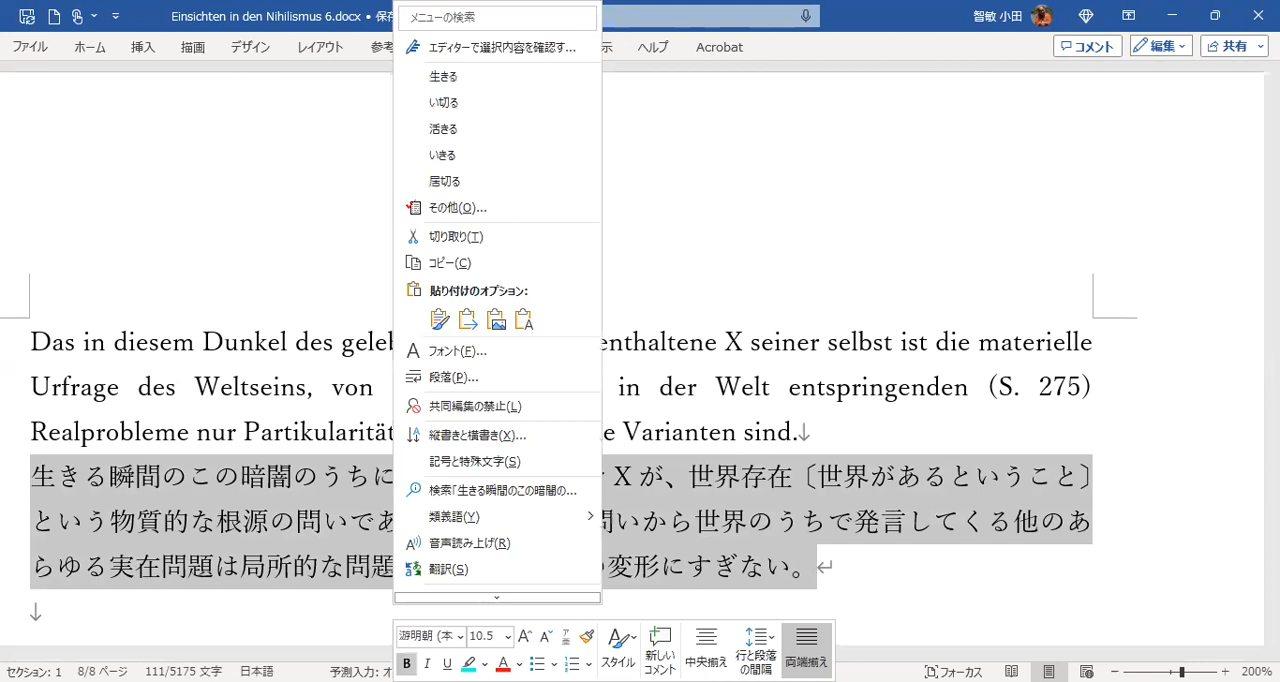 Einsichten in den Nihilismus 6.docx • 保存
智敏 小田
ファイル ホーム 挿入 描画 デザイン レイアウト 参考 示 ヘルプ Acrobat
コメント 編集 共有
メニューの検索
エディターで選択内容を確認す...
生きる
い切る
活きる
いきる
居切る
その他(O)...
切り取り(T)
コピー(C)
貼り付けのオプション:
フォント(F)...
段落(P)...
共同編集の禁止(L)
縦書きと横書き(X)...
記号と特殊文字(S)
検索「生きる瞬間のこの暗闇の...
類義語(Y)
音声読み上げ(R)
翻訳(S)
Das in diesem Dunkel des geleb enthaltene X seiner selbst ist die materielle
Urfrage des Weltseins, von in der Welt entspringenden (S. 275)
Realprobleme nur Partikularität e Varianten sind.↓
生きる瞬間のこの暗闇のうちに X が、世界存在〔世界があるということ〕
という物質的な根源の問いであ 問いから世界のうちで発言してくる他のあ
らゆる実在問題は局所的な問題 の変形にすぎない。↵
↓
游明朝 (本 10.5
B I U A
スタイル 新しいコメント 中央揃え 行と段落の間隔 両端揃え
セクション: 1 8/8 ページ 111/5175 文字 日本語 予測入力: オ フォーカス 200%